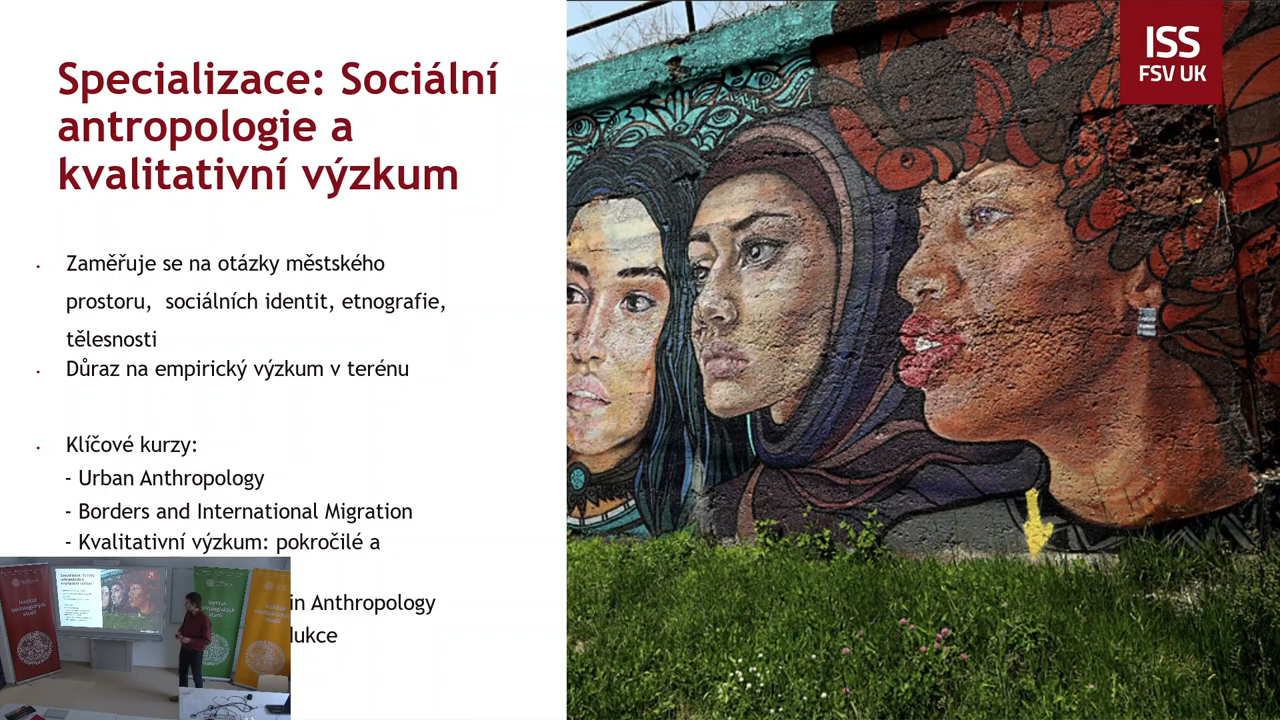 Specializace: Sociální
antropologie a
kvalitativní výzkum
ISS
FSV UK
• Zaměřuje se na otázky městského
prostoru, sociálních identit, etnografie,
tělesnosti
• Důraz na empirický výzkum v terénu
• Klíčové kurzy:
- Urban Anthropology
- Borders and International Migration
- Kvalitativní výzkum: pokročilé a
in Anthropology
dukce